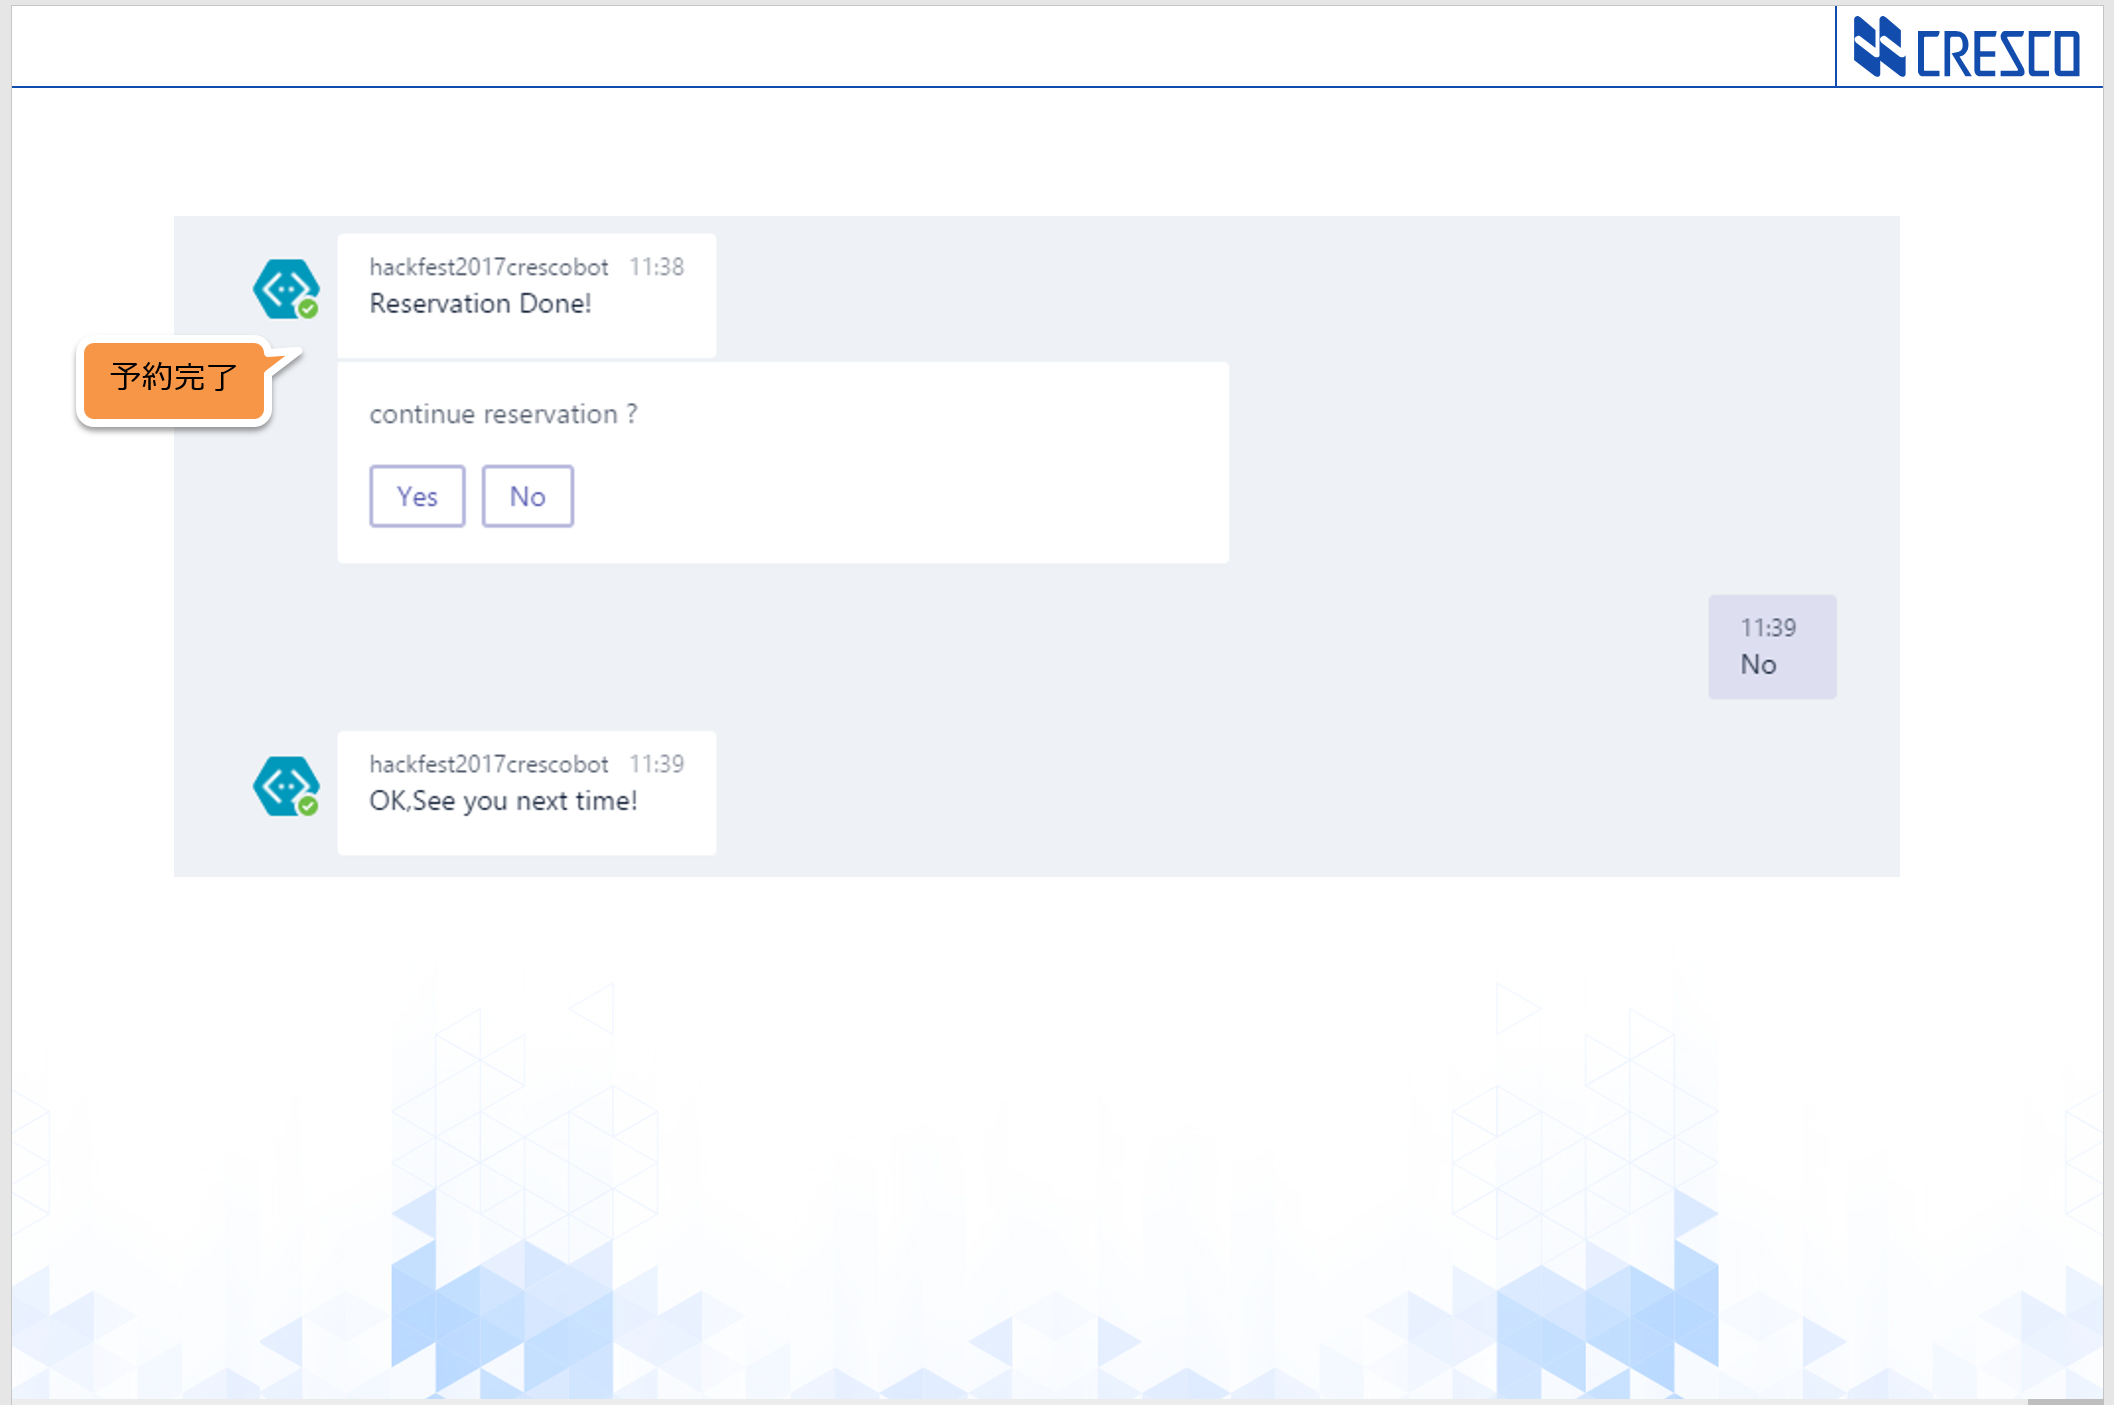 CRESCO
hackfest2017crescobot 11:38
Reservation Done!
予約完了
continue reservation ?
Yes No
11:39
No
hackfest2017crescobot 11:39
OK,See you next time!